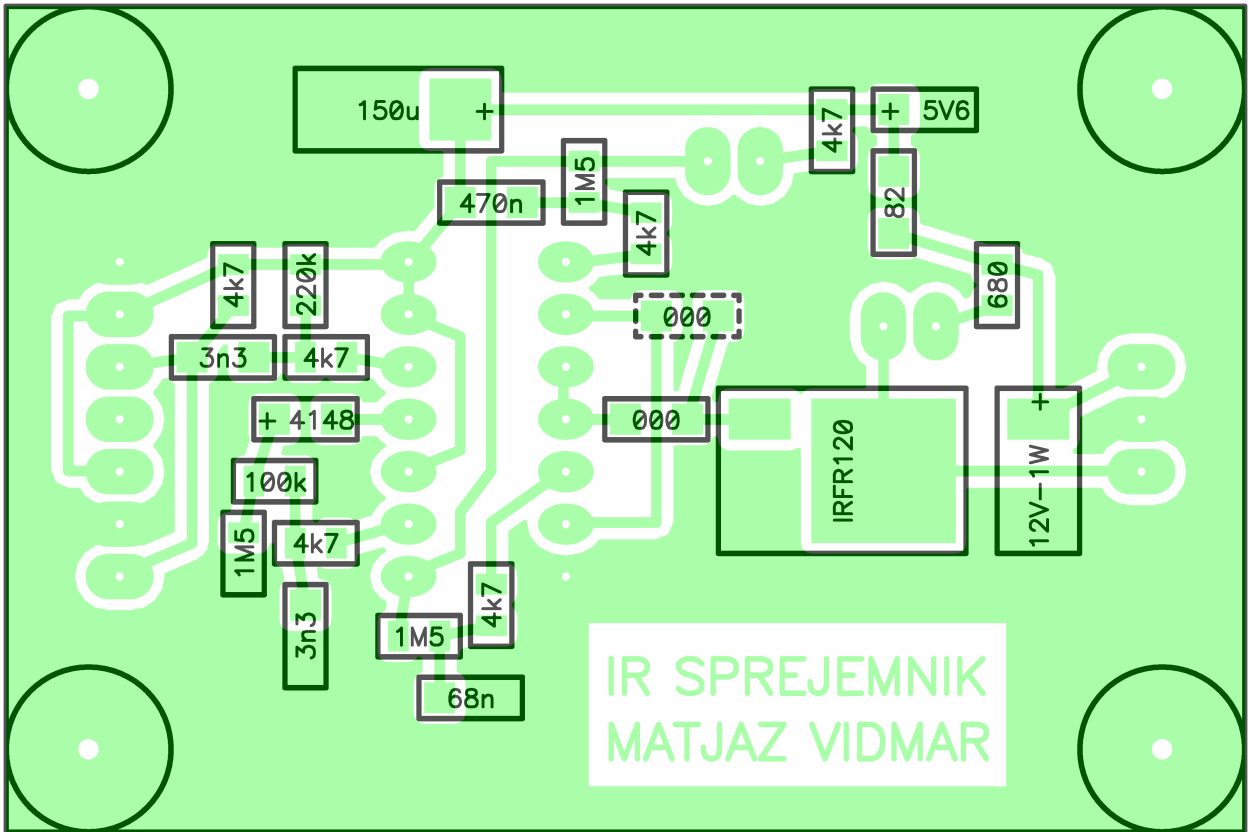 150u +
4k7
+ 5V6
1M5
470n
82
4k7
4k7
220k
680
000
3n3
4k7
+ 4148
000
IRFR120
+
12V-1W
100k
1M5
4k7
4k7
3n3
1M5
68n
IR SPREJEMNIK
MATJAZ VIDMAR